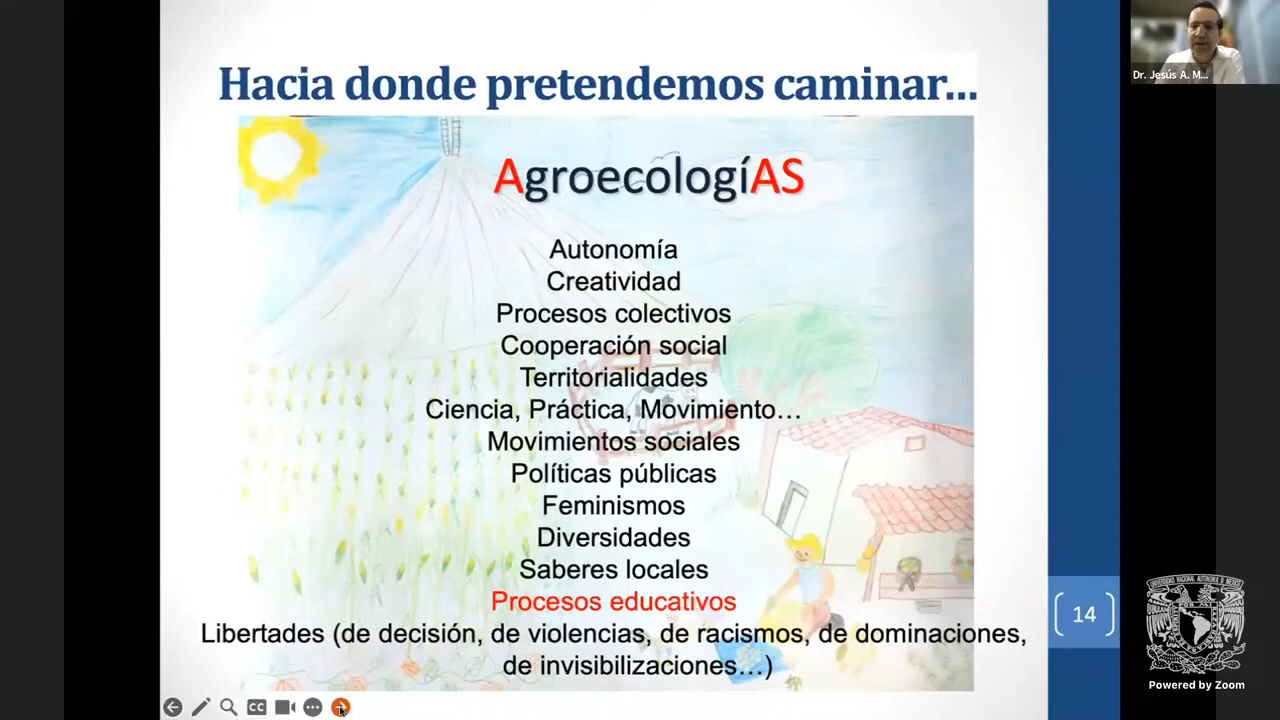 Hacia donde pretendemos caminar...
AgroecologíAS
Autonomía
Creatividad
Procesos colectivos
Cooperación social
Territorialidades
Ciencia, Práctica, Movimiento…
Movimientos sociales
Políticas públicas
Feminismos
Diversidades
Saberes locales
Procesos educativos
Libertades (de decisión, de violencias, de racismos, de dominaciones,
de invisibilizaciones…)
14
CC
Dr. Jesús A. M...
Powered by Zoom